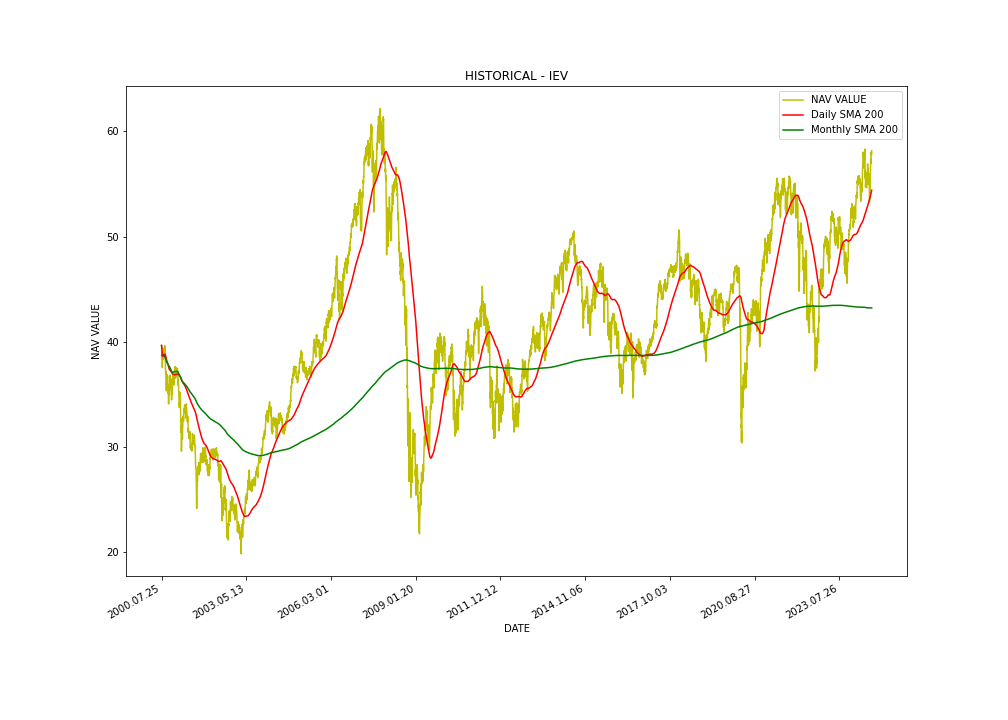 HISTORICAL - IEV
NAV VALUE
Daily SMA 200
Monthly SMA 200
60
50
40
30
20
NAV VALUE
2000.07.25
2003.05.13
2006.03.01
2009.01.20
2011.12.12
2014.11.06
2017.10.03
2020.08.27
2023.07.26
DATE